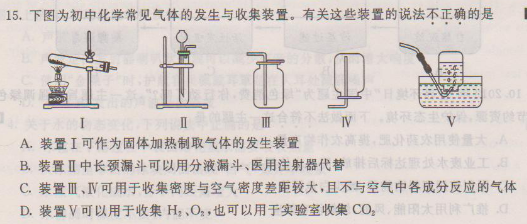 15. 下图为初中化学常见气体的发生与收集装置。有关这些装置的说法不正确的是
Ⅰ Ⅱ Ⅲ Ⅳ Ⅴ
A. 装置Ⅰ可作为固体加热制取气体的发生装置
B. 装置Ⅱ中长颈漏斗可以用分液漏斗、医用注射器代替
C. 装置Ⅲ、Ⅳ可用于收集密度与空气密度差距较大,且不与空气中各成分反应的气体
D. 装置Ⅴ可以用于收集 H₂、O₂,也可以用于实验室收集 CO₂